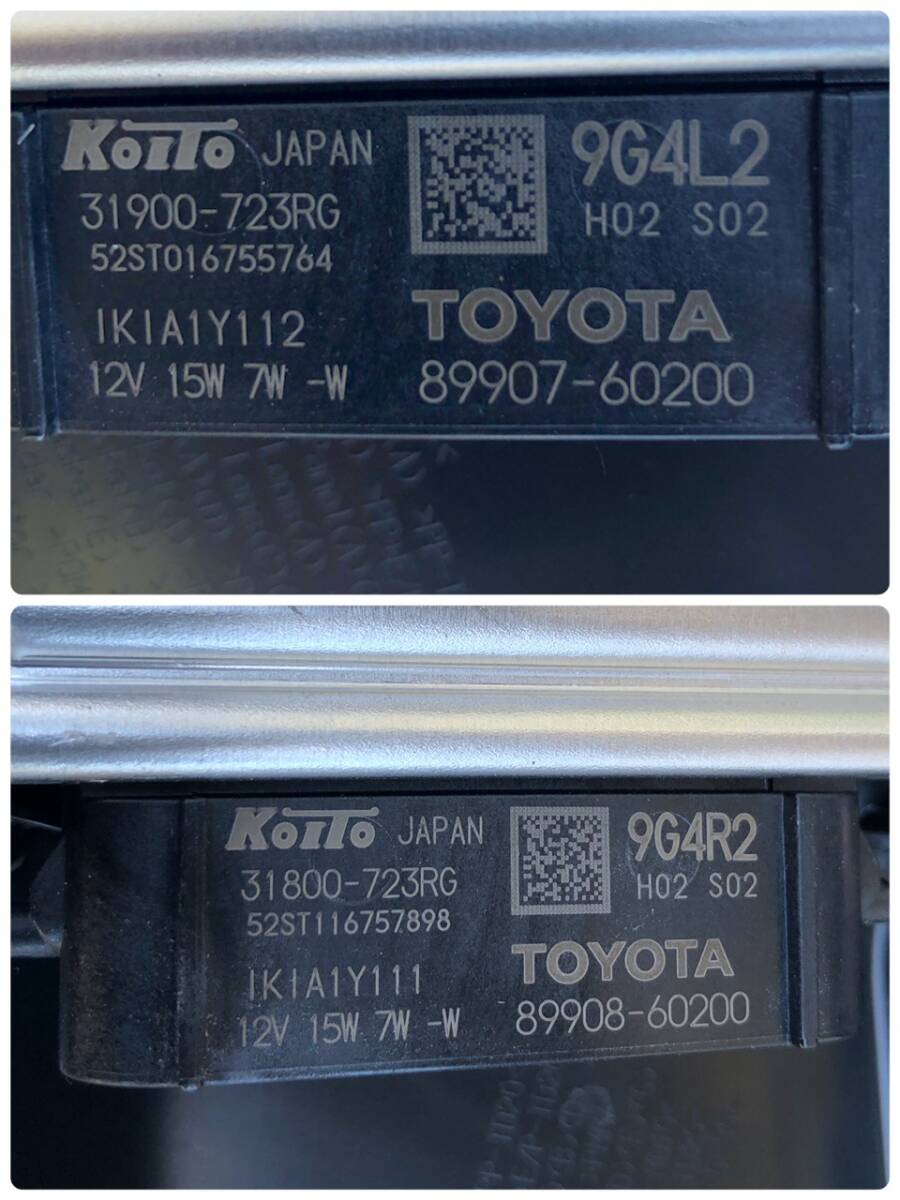 KoiTo JAPAN
31900-723RG
52ST016755764
IKIA1Y112
12V 15W 7W -W
9G4L2
H02 S02
TOYOTA
89907-60200
KoiTo JAPAN
31800-723RG
52ST116757898
IKIA1Y111
12V 15W 7W -W
9G4R2
H02 S02
TOYOTA
89908-60200